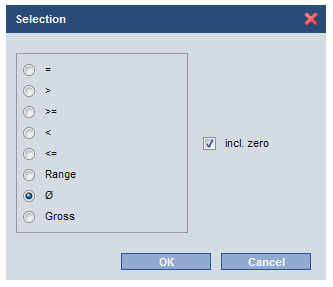 Selection
=
>
>=
<
<=
Range
Ø
Gross
incl. zero
OK
Cancel